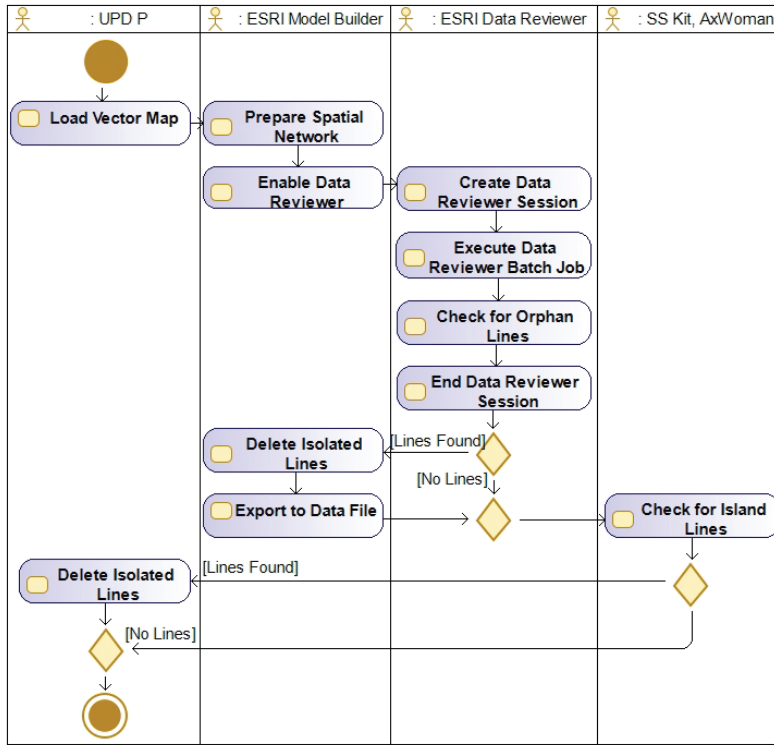 : UPD P
: ESRI Model Builder
: ESRI Data Reviewer
: SS Kit, AxWoman
Load Vector Map
Prepare Spatial
Network
Enable Data
Reviewer
Create Data
Reviewer Session
Execute Data
Reviewer Batch Job
Check for Orphan
Lines
End Data Reviewer
Session
[Lines Found]
Delete Isolated
Lines
[No Lines]
Export to Data File
Check for Island
Lines
[Lines Found]
Delete Isolated
Lines
[No Lines]